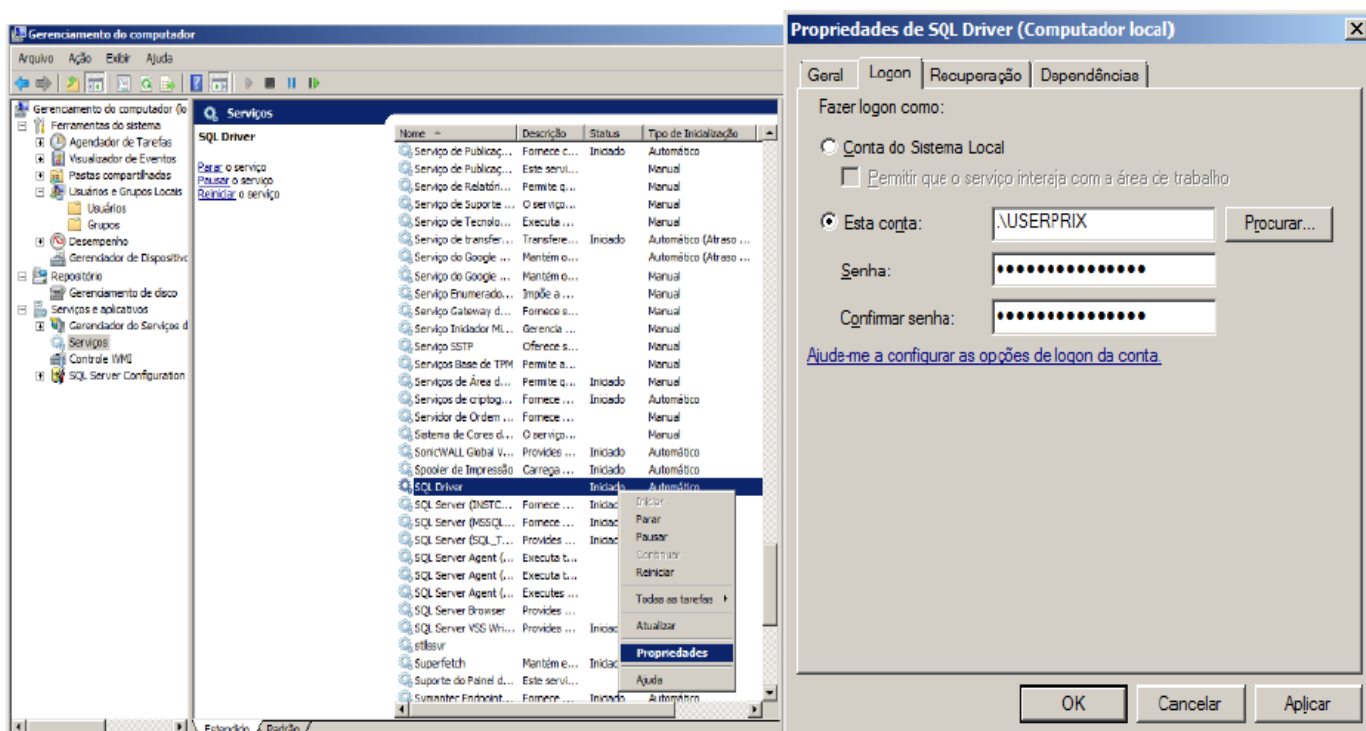 Gerenciamento do computador
Arquivo Ação Exibir Ajuda
Gerenciamento do computador (lo
Ferramentas do sistema
Agendador de Tarefas
Visualizador de Eventos
Pastas compartilhadas
Usuários e Grupos Locais
Usuários
Grupos
Desempenho
Gerenciador de Dispositivo
Repositório
Gerenciamento de disco
Serviços e aplicativos
Gerenciador do Serviços d
Serviços
Controle WMI
SQL Server Configuration
Serviços
SQL Driver
Parar o serviço
Pausar o serviço
Reiniciar o serviço
Nome Descrição Status Tipo de Inicialização
Serviço de Publicaç... Fornece c... Iniciado Automático
Serviço de Publicaç... Este servi... Manual
Serviço de Relatóri... Permite q... Manual
Serviço de Suporte ... O serviço... Manual
Serviço de Tecnolo... Executa ... Manual
Serviço de transfer... Transfere... Iniciado Automático (Atraso ...
Serviço do Google ... Mantém o... Automático (Atraso ...
Serviço do Google ... Mantém o... Manual
Serviço Enumerado... Impõe a ... Manual
Serviço Gateway d... Fornece s... Manual
Serviço Iniciador Mi... Gerencia ... Manual
Serviço SSTP Oferece s... Manual
Serviços Base de TPM Permite a... Manual
Serviços de Área d... Permite q... Iniciado Manual
Serviços de criptog... Fornece ... Iniciado Automático
Servidor de Ordem ... Fornece ... Manual
Sistema de Cores d... O serviço... Manual
SonicWALL Global V... Provides ... Iniciado Automático
Spooler de Impressão Carrega ... Iniciado Automático
SQL Driver Iniciado Automático
SQL Server (INSTC... Fornece ... Iniciac
SQL Server (MSSQL... Fornece ... Iniciac
SQL Server (SQL_T... Provides ... Iniciac
SQL Server Agent (... Executa t...
SQL Server Agent (... Executa t...
SQL Server Agent (... Executes ...
SQL Server Browser Provides ...
SQL Server VSS Wri... Provides ... Iniciac
stllssvr
Superfetch Mantém e... Iniciac
Suporte do Painel d... Este servi...
Symantec Endpoint... Fornece ... Iniciado Automático
Iniciar
Parar
Pausar
Continuar
Reiniciar
Todas as tarefas
Atualizar
Propriedades
Ajuda
Estendido Padrão
Propriedades de SQL Driver (Computador local)
Geral Logon Recuperação Dependências
Fazer logon como:
Conta do Sistema Local
Permitir que o serviço interaja com a área de trabalho
Esta conta: .\USERPRIX Procurar...
Senha: •••••••••••••••
Confirmar senha: •••••••••••••••
Ajude-me a configurar as opções de logon da conta.
OK Cancelar Aplicar